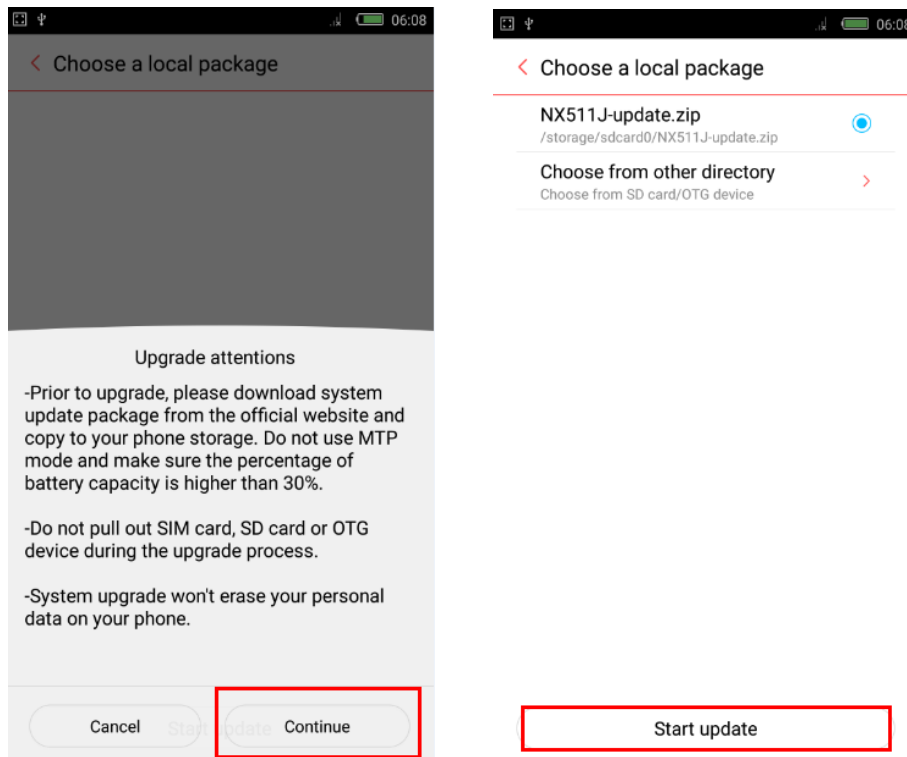 06:08
Choose a local package
Upgrade attentions
-Prior to upgrade, please download system
update package from the official website and
copy to your phone storage. Do not use MTP
mode and make sure the percentage of
battery capacity is higher than 30%.
-Do not pull out SIM card, SD card or OTG
device during the upgrade process.
-System upgrade won't erase your personal
data on your phone.
Cancel Start update Continue
06:08
Choose a local package
NX511J-update.zip
/storage/sdcard0/NX511J-update.zip
Choose from other directory
Choose from SD card/OTG device
Start update